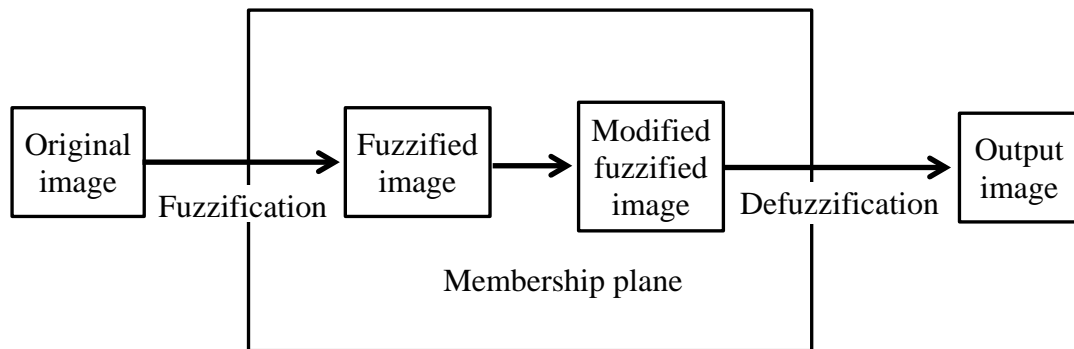 Original
image
Fuzzification
Fuzzified
image
Modified
fuzzified
image
Defuzzification
Output
image
Membership plane